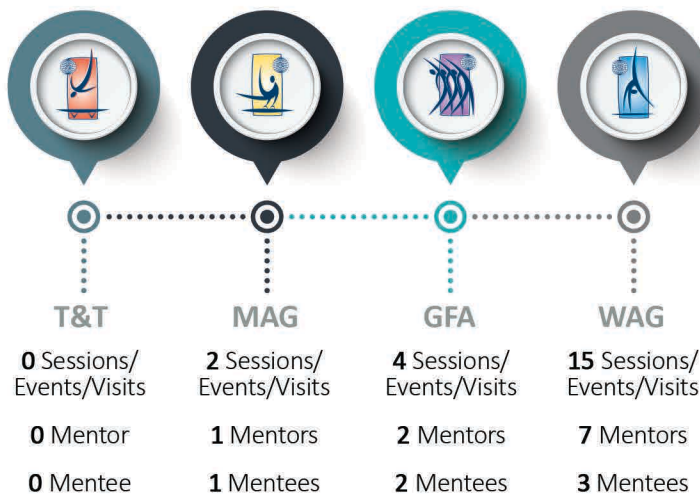 T&T
0 Sessions/
Events/Visits
0 Mentor
0 Mentee
MAG
2 Sessions/
Events/Visits
1 Mentors
1 Mentees
GFA
4 Sessions/
Events/Visits
2 Mentors
2 Mentees
WAG
15 Sessions/
Events/Visits
7 Mentors
3 Mentees